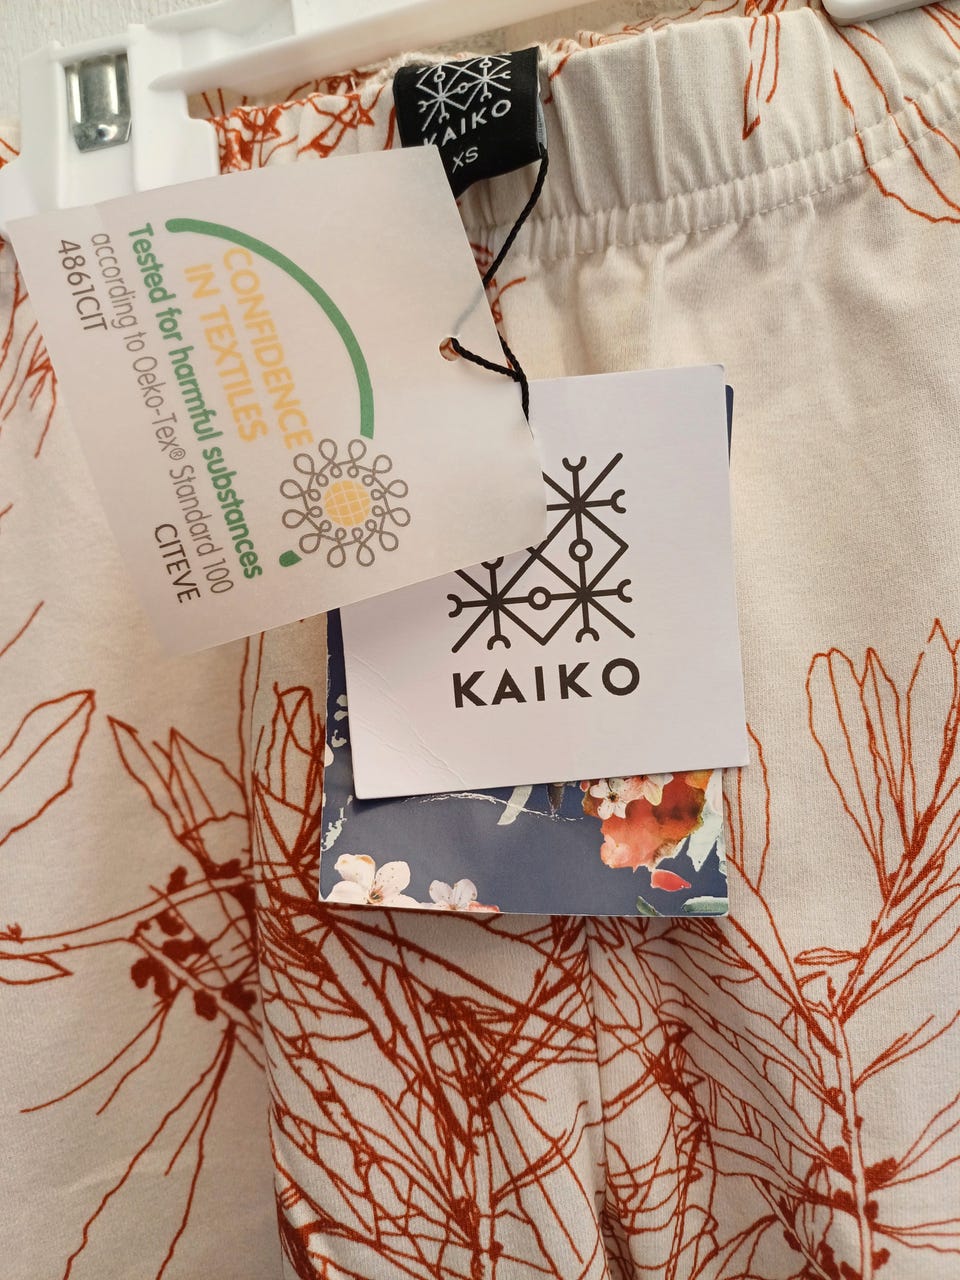 KAIKO
XS
CONFIDENCE
IN TEXTILES
Tested for harmful substances
according to Oeko-Tex® Standard 100
4861CIT
CITEVE
KAIKO